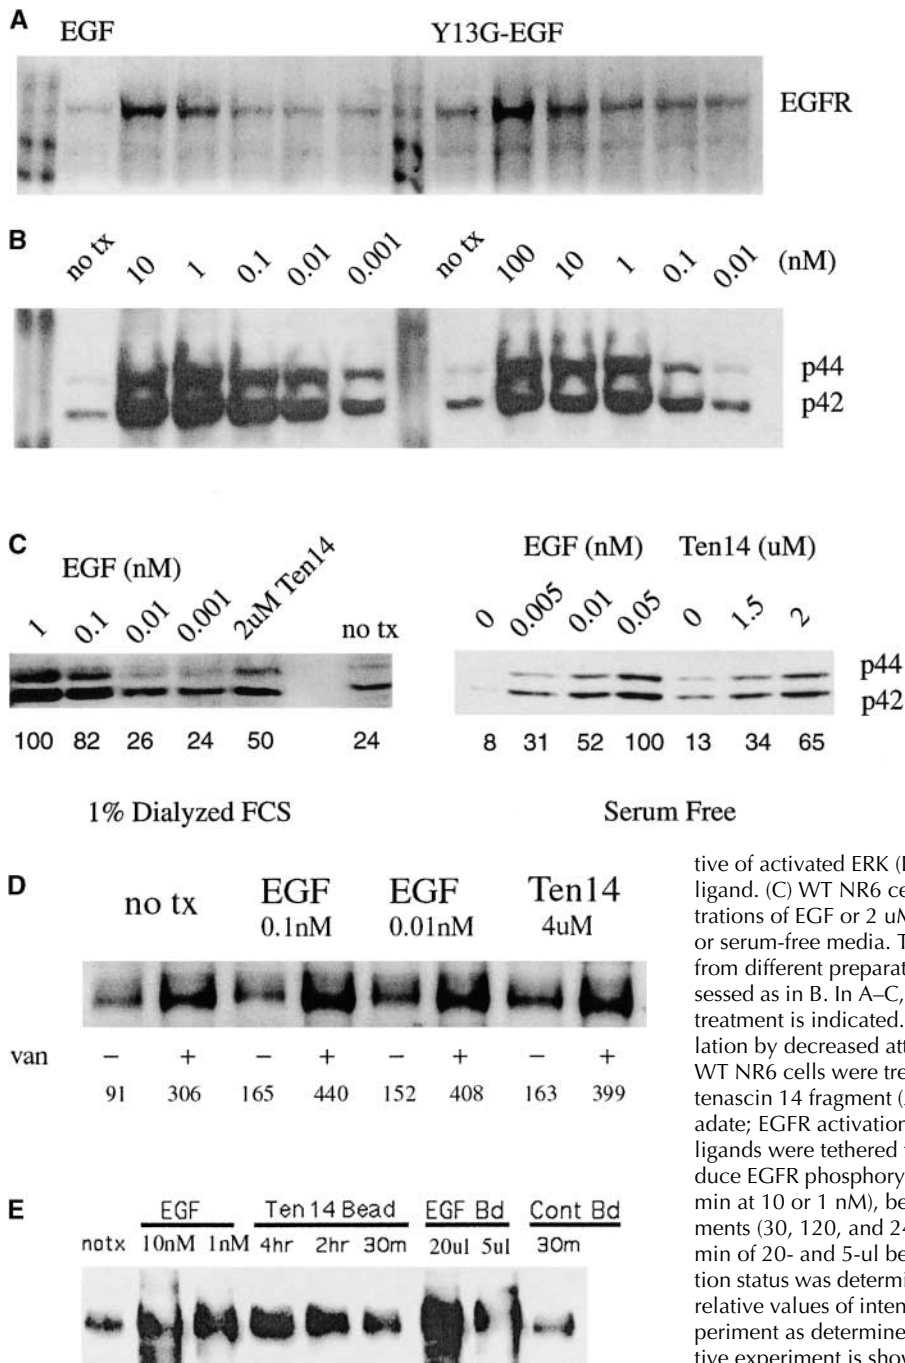 A
EGF Y13G-EGF
EGFR
B
no tx 10 1 0.1 0.01 0.001 no tx 100 10 1 0.1 0.01 (nM)
p44
p42
C
EGF (nM) EGF (nM) Ten14 (uM)
1 0.1 0.01 0.001 2uM Ten14 no tx 0 0.005 0.01 0.05 0 1.5 2
p44
p42
100 82 26 24 50 24 8 31 52 100 13 34 65
1% Dialyzed FCS Serum Free
D
no tx EGF EGF Ten14
0.1nM 0.01nM 4uM
van − + − + − + − +
91 306 165 440 152 408 163 399
E
EGF Ten14 Bead EGF Bd Cont Bd
notx 10nM 1nM 4hr 2hr 30m 20ul 5ul 30m
tive of activated ERK (
ligand. (C) WT NR6 ce
trations of EGF or 2 uM
or serum-free media. T
from different preparat
sessed as in B. In A–C,
treatment is indicated.
lation by decreased att
WT NR6 cells were tre
tenascin 14 fragment (
adate; EGFR activation
ligands were tethered
duce EGFR phosphory
min at 10 or 1 nM), be
ments (30, 120, and 24
min of 20- and 5-ul be
tion status was determi
relative values of inten
periment as determine
tive experiment is show